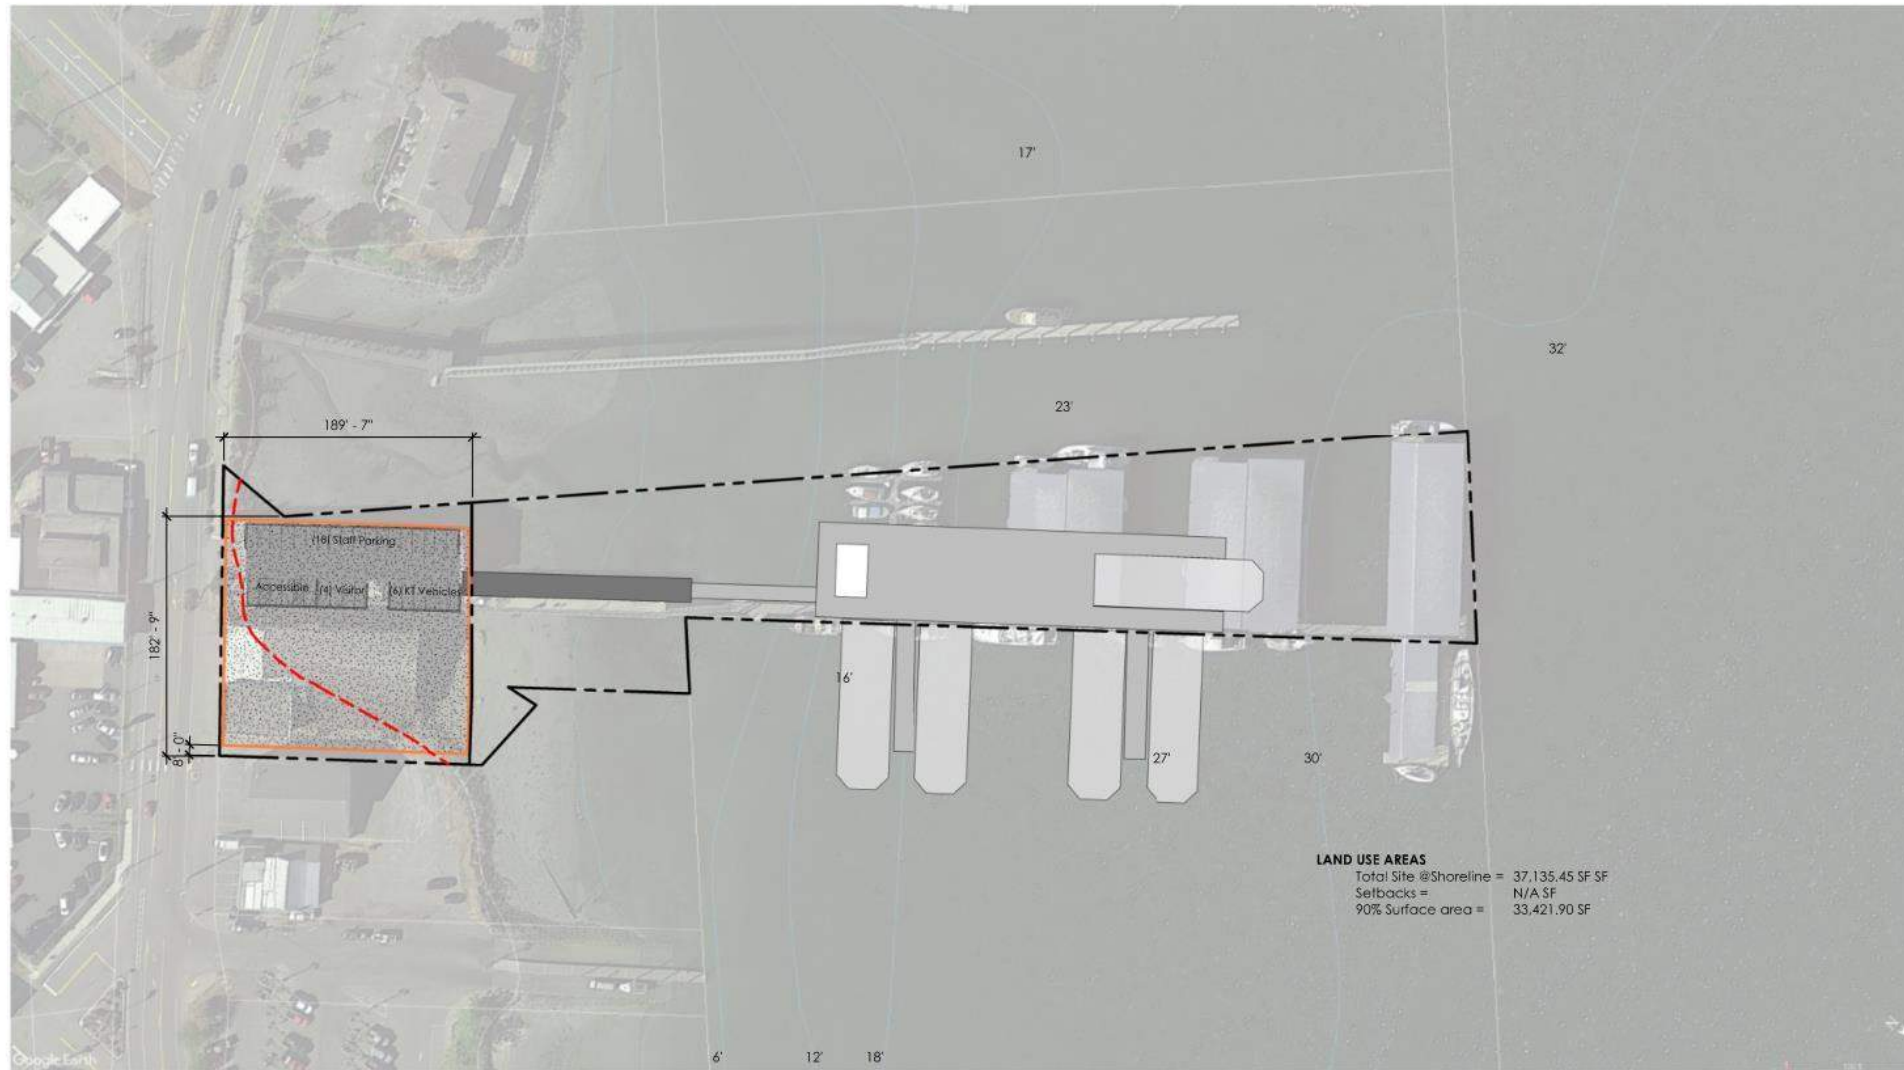 17'
32'
23'
189' - 7"
(18) Staff Parking
Accessible (4) Visitor (6) KT Vehicles
182' - 9"
8' - 0"
16'
27'
30'
LAND USE AREAS
Total Site @Shoreline = 37,135.45 SF SF
Setbacks = N/A SF
90% Surface area = 33,421.90 SF
6' 12' 18'
Google Earth